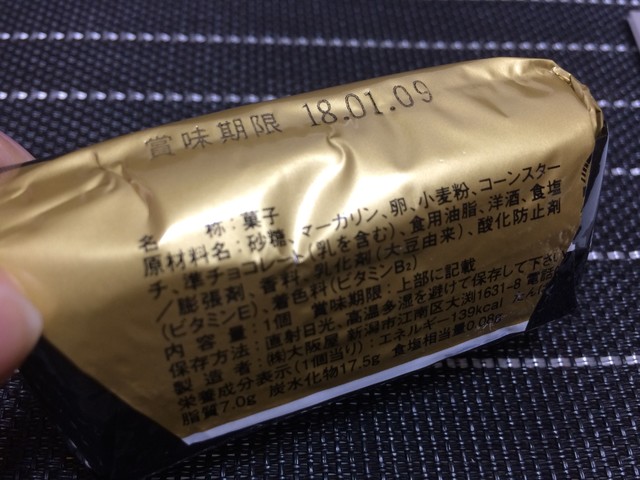 賞味期限 18.01.09
名　　称：菓子
原材料名：砂糖、マーガリン、卵、小麦粉、コーンスター
チ、準チョコレート(乳を含む)、食用油脂、洋酒、食塩
／膨張剤、香料、乳化剤(大豆由来)、酸化防止剤
(ビタミンE)、着色料(ビタミンB₂)
内 容 量：1個　賞味期限：上部に記載
保存方法：直射日光、高温多湿を避けて保存して下さい
製 造 者：㈱大阪屋 新潟市江南区大渕1631-8 電話
栄養成分表示(1個当り)：エネルギー139kcal
脂質7.0g 炭水化物17.5g 食塩相当量0.08g